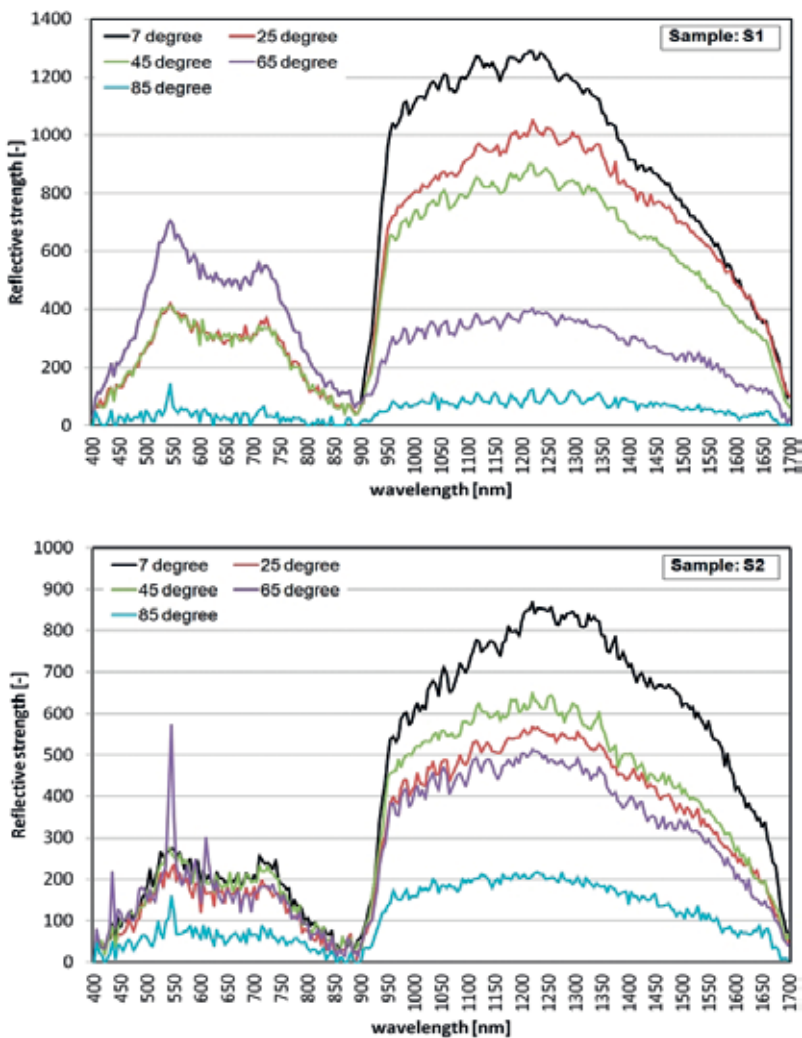 1400
1200
1000
800
600
400
200
0
Reflective strength [-]
7 degree 25 degree
45 degree 65 degree
85 degree
Sample: S1
400 450 500 550 600 650 700 750 800 850 900 950 1000 1050 1100 1150 1200 1250 1300 1350 1400 1450 1500 1550 1600 1650 1700
wavelength [nm]
1000
900
800
700
600
500
400
300
200
100
0
Reflective strength [-]
7 degree 25 degree
45 degree 65 degree
85 degree
Sample: S2
400 450 500 550 600 650 700 750 800 850 900 950 1000 1050 1100 1150 1200 1250 1300 1350 1400 1450 1500 1550 1600 1650 1700
wavelength [nm]